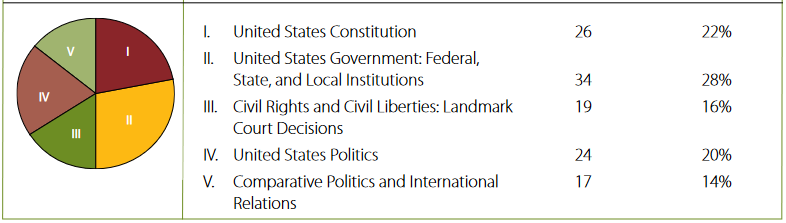 I
II
III
IV
V
I. United States Constitution 26 22%
II. United States Government: Federal,
State, and Local Institutions 34 28%
III. Civil Rights and Civil Liberties: Landmark 19 16%
Court Decisions
IV. United States Politics 24 20%
V. Comparative Politics and International 17 14%
Relations